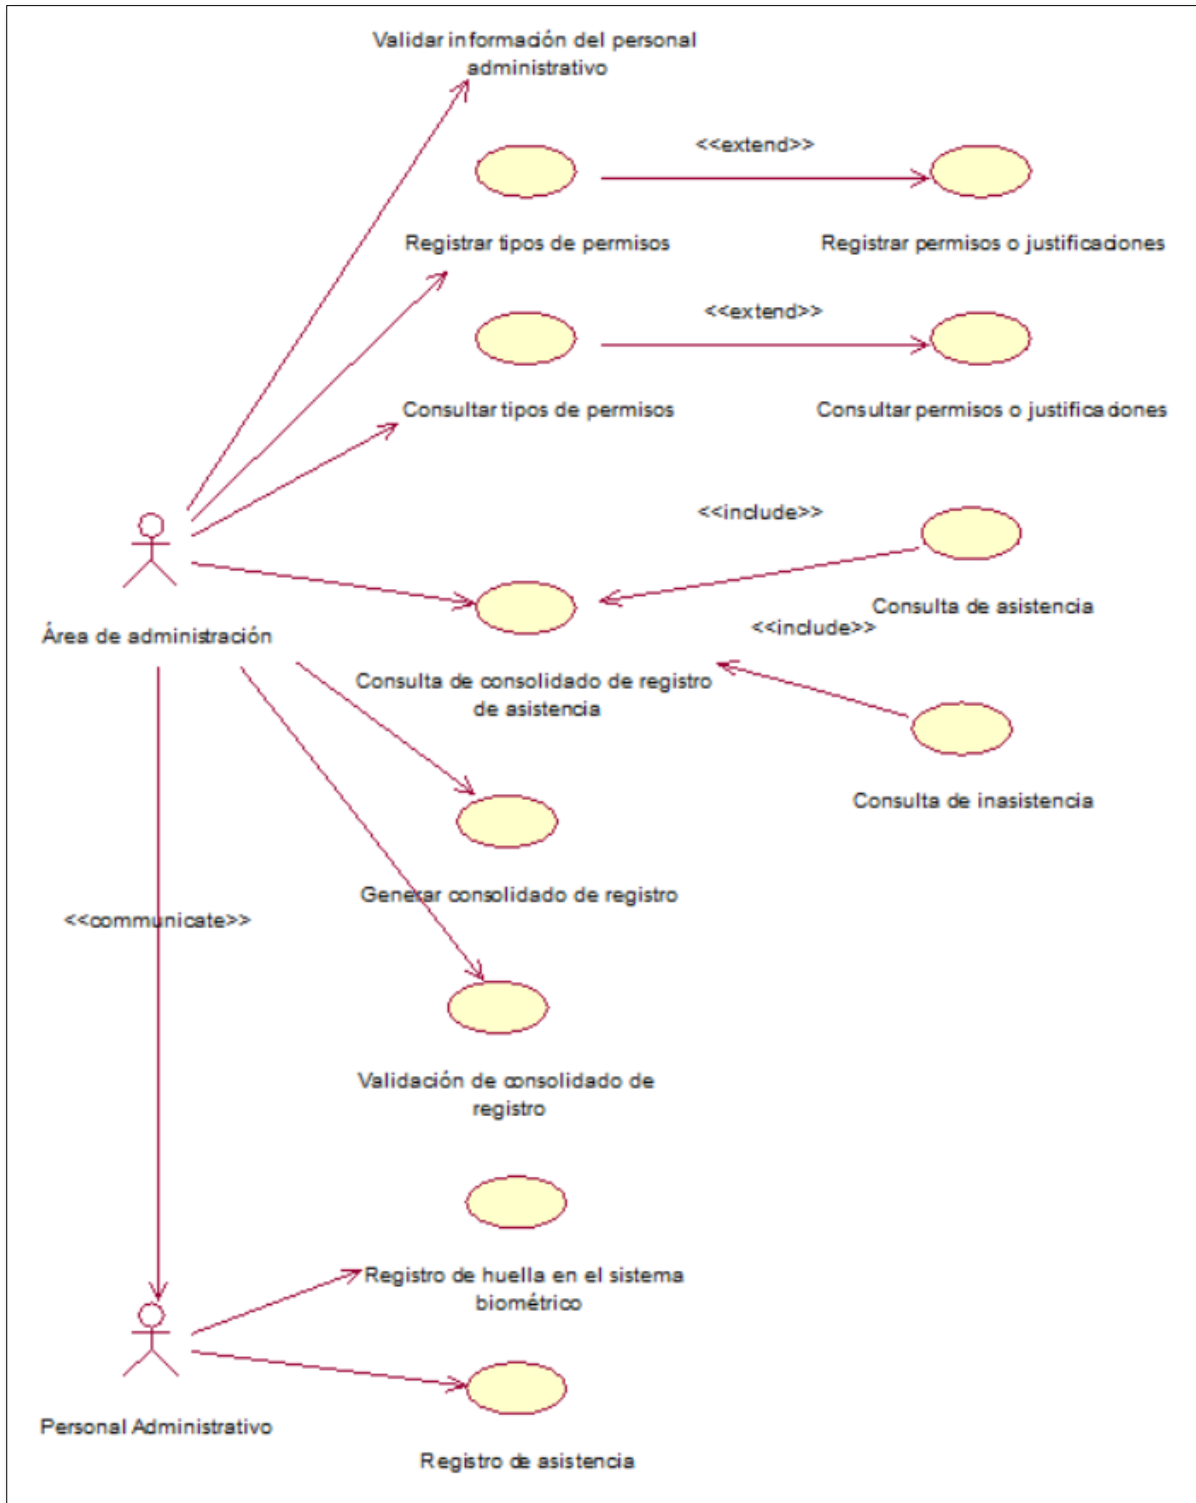 Validar información del personal
administrativo
<<extend>>
Registrar tipos de permisos
Registrar permisos o justificaciones
<<extend>>
Consultar tipos de permisos
Consultar permisos o justificaciones
<<include>>
Consulta de asistencia
<<include>>
Área de administración
Consulta de consolidado de registro
de asistencia
Consulta de inasistencia
Generar consolidado de registro
<<communicate>>
Validación de consolidado de
registro
Registro de huella en el sistema
biométrico
Personal Administrativo
Registro de asistencia